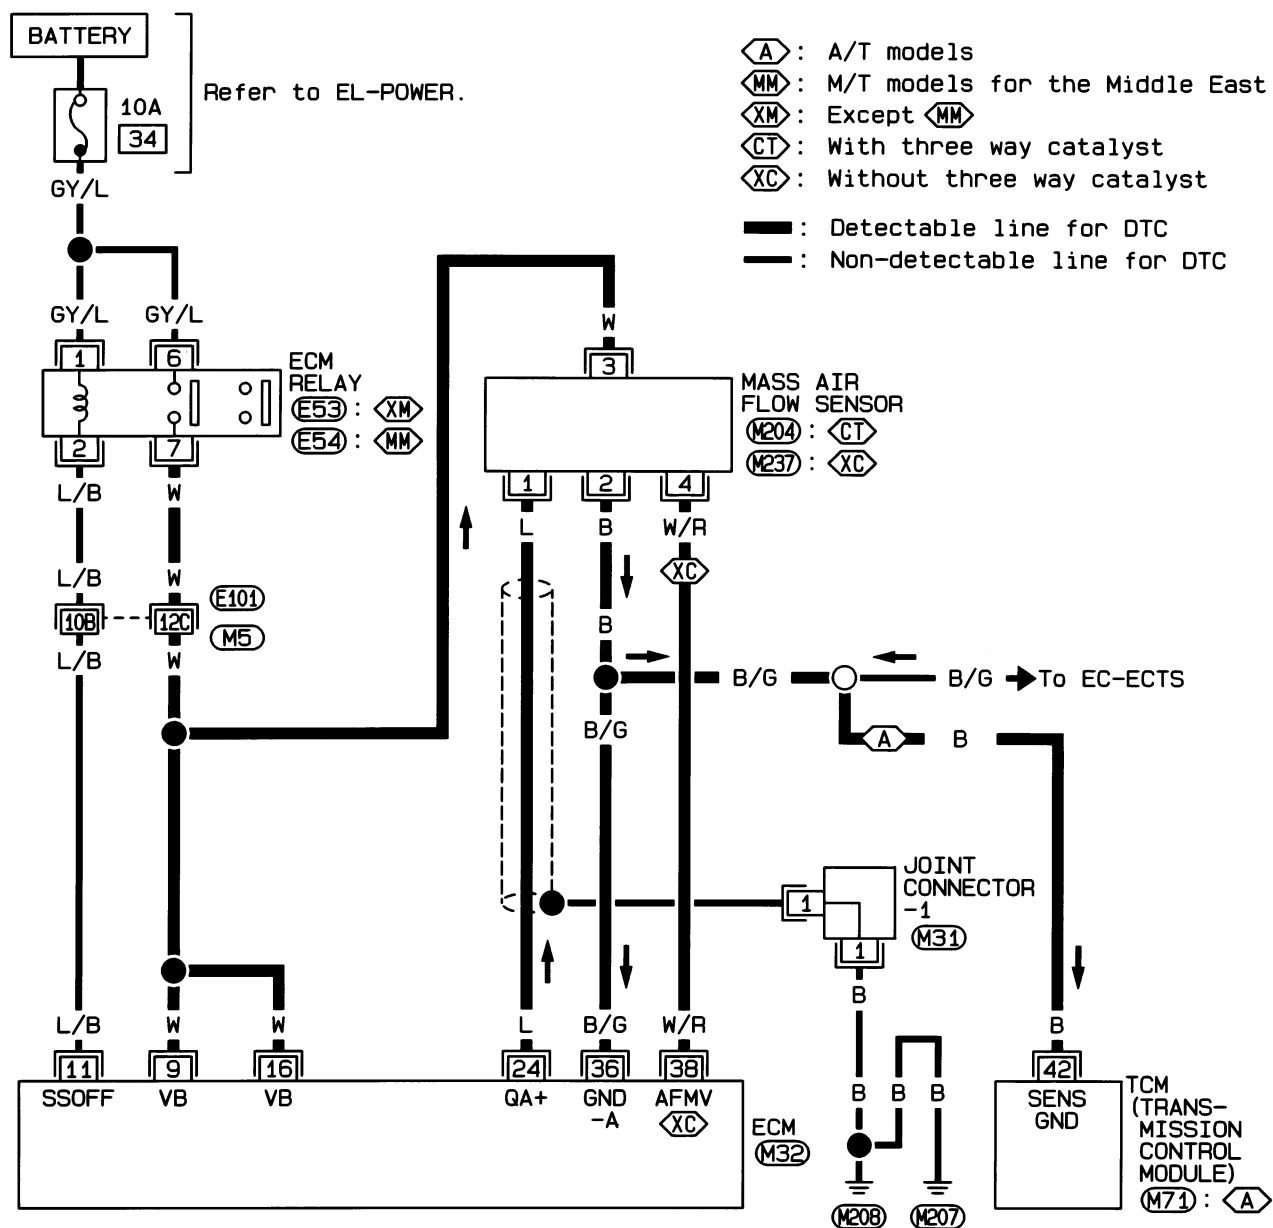 BATTERY
10A
34
Refer to EL-POWER.
A : A/T models
MM : M/T models for the Middle East
XM : Except MM
CT : With three way catalyst
XC : Without three way catalyst
: Detectable line for DTC
: Non-detectable line for DTC
GY/L
GY/L GY/L
1 6
ECM
RELAY
E53 : XM
E54 : MM
2 7
L/B W
L/B W
10B 12C
E101
M5
L/B W
W
3
MASS AIR
FLOW SENSOR
M204 : CT
M237 : XC
1 2 4
L B W/R
XC
B
B/G B/G To EC-ECTS
B/G
A B
JOINT
CONNECTOR
-1
M31
1
1
B
L/B W W L B/G W/R B
11 9 16 24 36 38 42
SSOFF VB VB QA+ GND
-A AFMV
XC
ECM
M32
B B B
M208 M207
SENS
GND
TCM
(TRANS-
MISSION
CONTROL
MODULE)
M71 : A